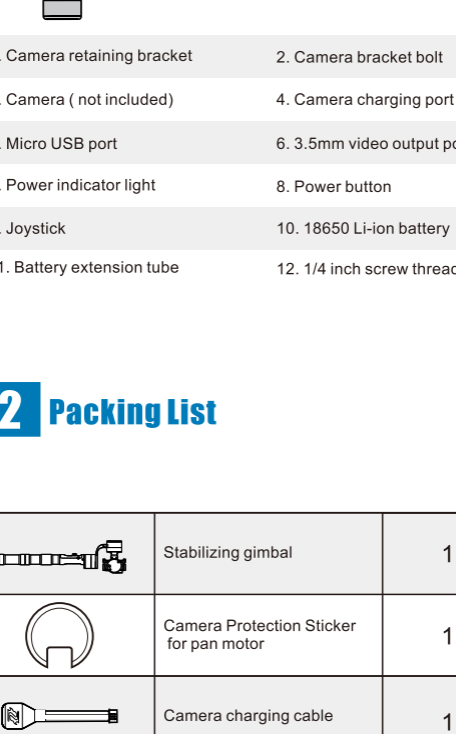 . Camera retaining bracket 2. Camera bracket bolt
. Camera ( not included) 4. Camera charging port
. Micro USB port 6. 3.5mm video output po
. Power indicator light 8. Power button
. Joystick 10. 18650 Li-ion battery
1. Battery extension tube 12. 1/4 inch screw thread
2 Packing List
Stabilizing gimbal 1
Camera Protection Sticker
for pan motor 1
Camera charging cable 1